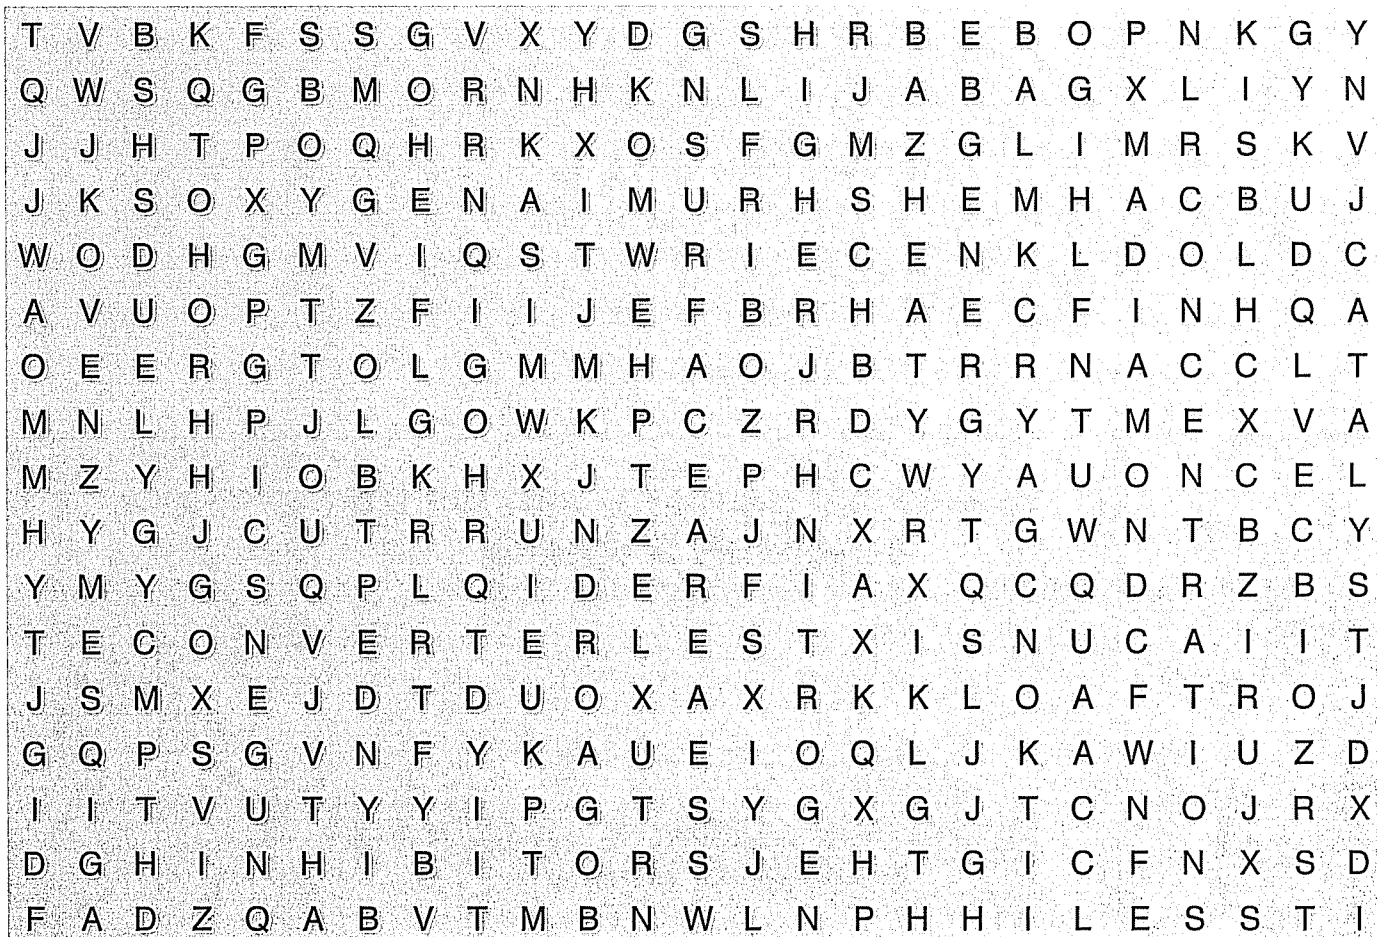 T V B K F S S G V X Y D G S H R B E B O P N K G Y
Q W S Q G B M O R N H K N L I J A B A G X L I Y N
J J H T P O Q H R K X O S F G M Z G L I M R S K V
J K S O X Y G E N A I M U R H S H E M H A C B U J
W O D H G M V I Q S T W R I E C E N K L D O L D C
A V U O P T Z F I I J E F B R H A E C F I N H Q A
O E E R G T O L G M M H A O J B T R R N A C C L T
M N L H P J L G O W K P C Z R D Y G Y T M E X V A
M Z Y H I O B K H X J T E P H C W Y A U O N C E L
H Y G J C U T R R U N Z A J N X R T G W N T B C Y
Y M Y G S Q P L Q I D E R F I A X Q C Q D R Z B S
T E C O N V E R T E R L E S T X I S N U C A I I T
J S M X E J D T D U O X A X R K K L O A F T R O J
G Q P S G V N F Y K A U E I O Q L J K A W I U Z D
I I T V U T Y Y I P G T S Y G X G J T C N O J R X
D G H I N H I B I T O R S J E H T G I C F N X S D
F A D Z Q A B V T M B N W L N P H H I L E S S T I